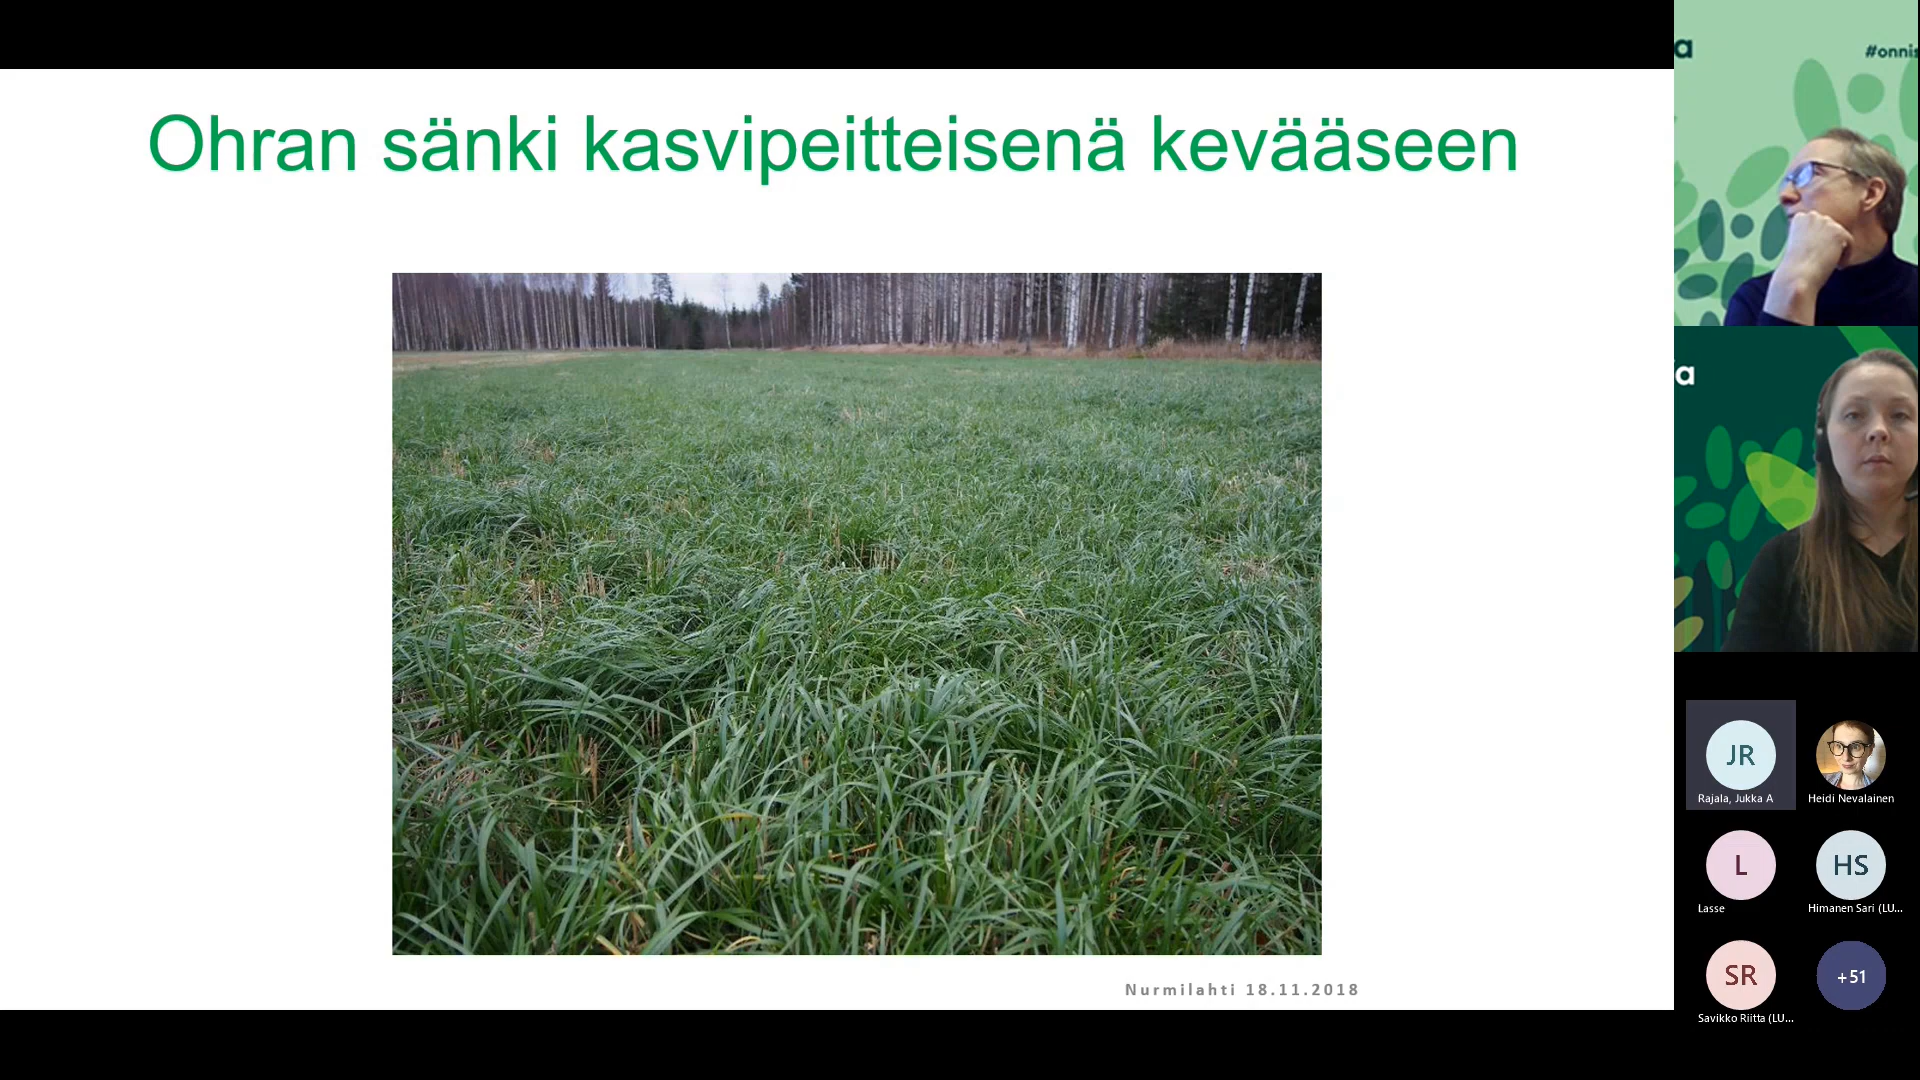 Ohran sänki kasvipeitteisenä kevääseen
Nurmilahti 18.11.2018
a
#onnis
a
JR
Rajala, Jukka A
Heidi Nevalainen
L
Lasse
HS
Himanen Sari (LU...
SR
Savikko Riitta (LU...
+51